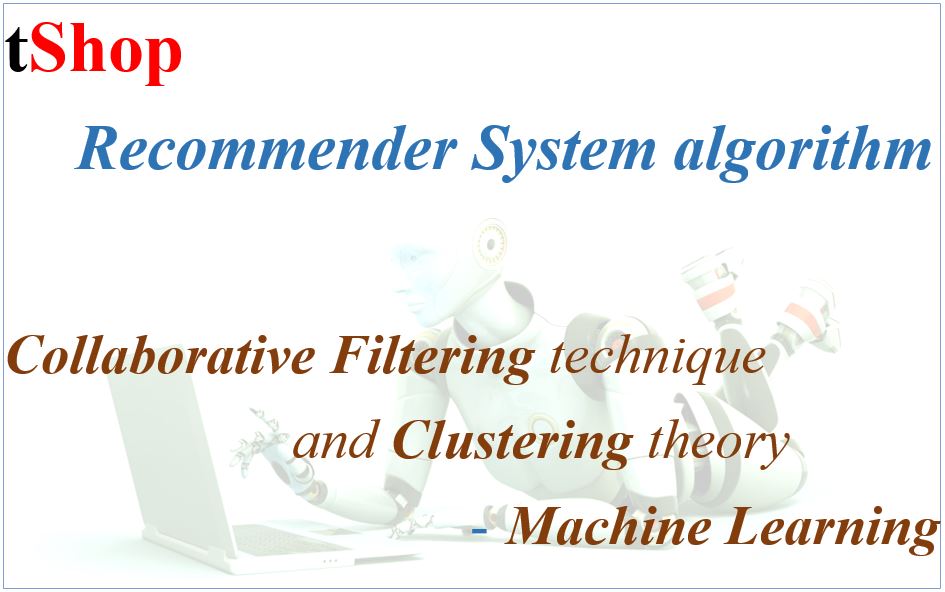 tShop
Recommender System algorithm
Collaborative Filtering technique
and Clustering theory
- Machine Learning